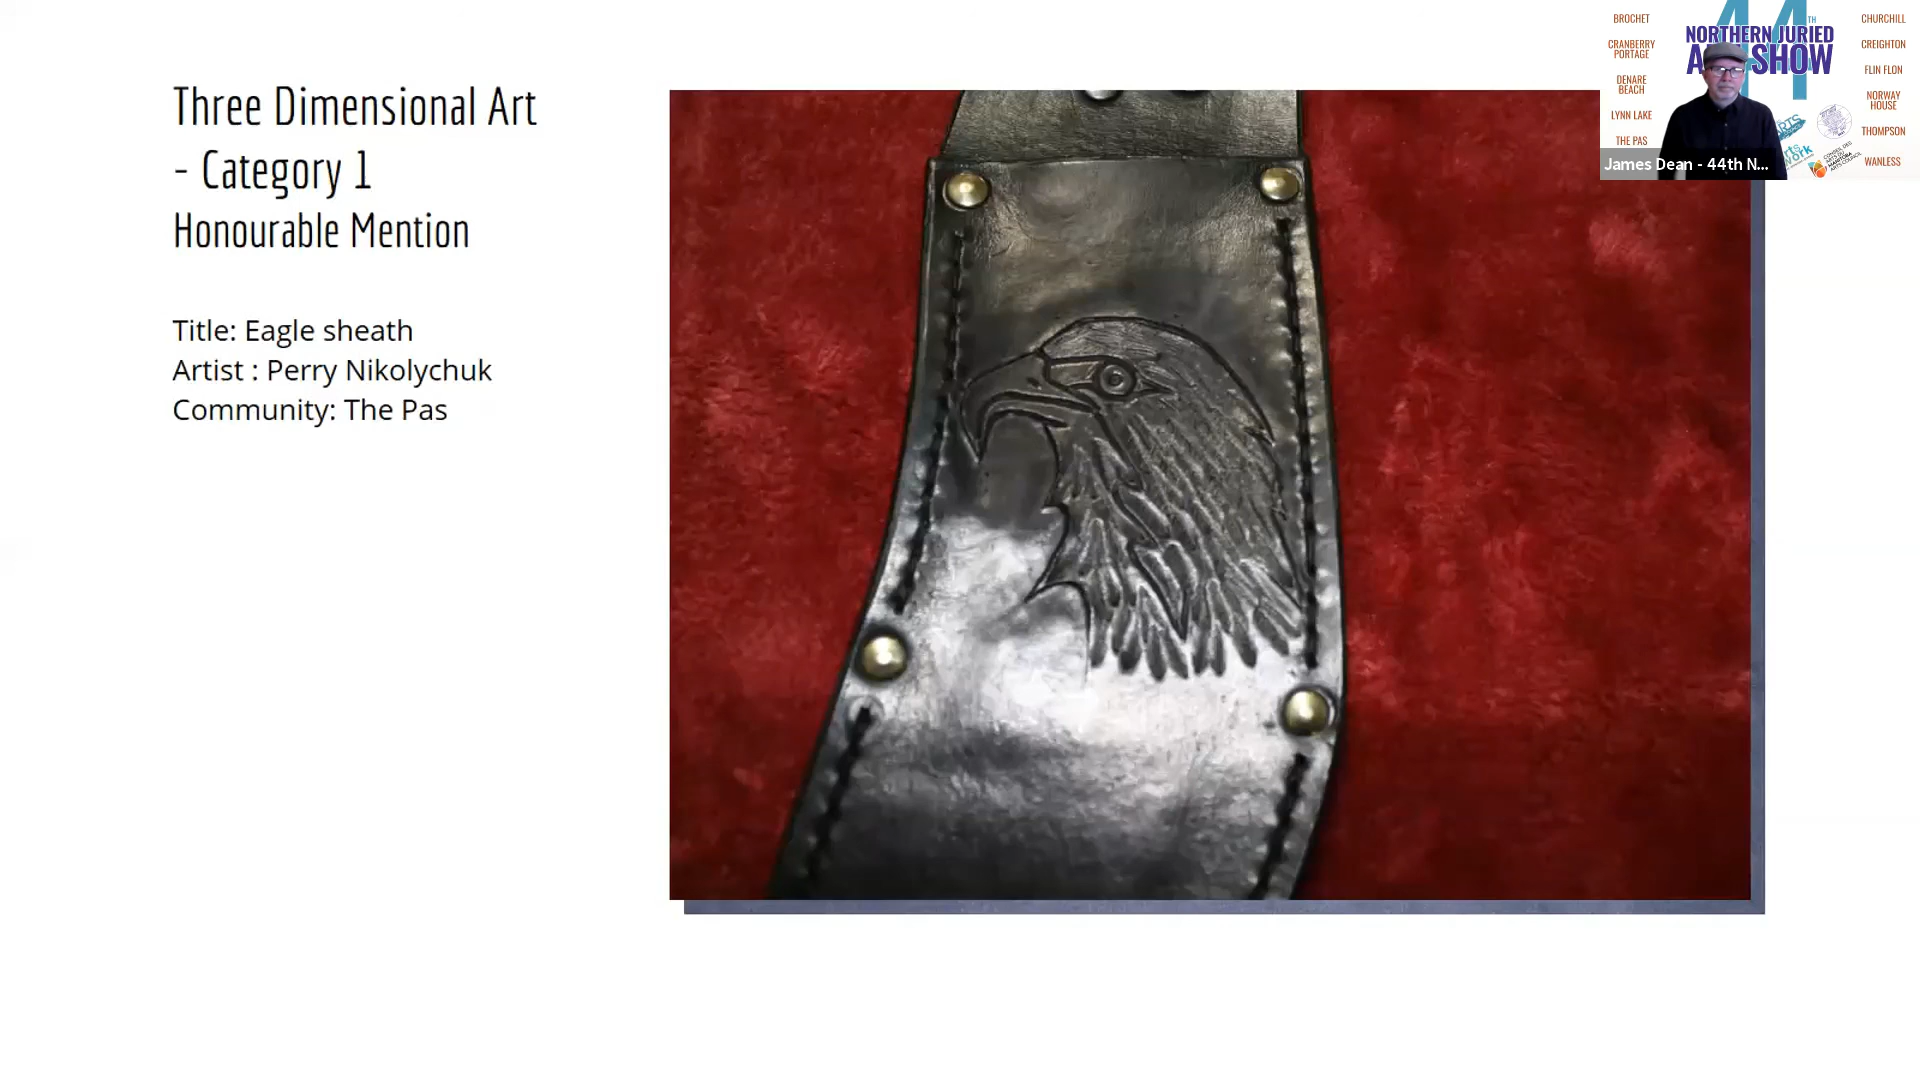 Three Dimensional Art
- Category 1
Honourable Mention
Title: Eagle sheath
Artist : Perry Nikolychuk
Community: The Pas
BROCHET
CRANBERRY
PORTAGE
DENARE
BEACH
LYNN LAKE
THE PAS
44TH
NORTHERN JURIED
SHOW
CHURCHILL
CREIGHTON
FLIN FLON
NORWAY
HOUSE
THOMPSON
WANLESS
James Dean - 44th N...